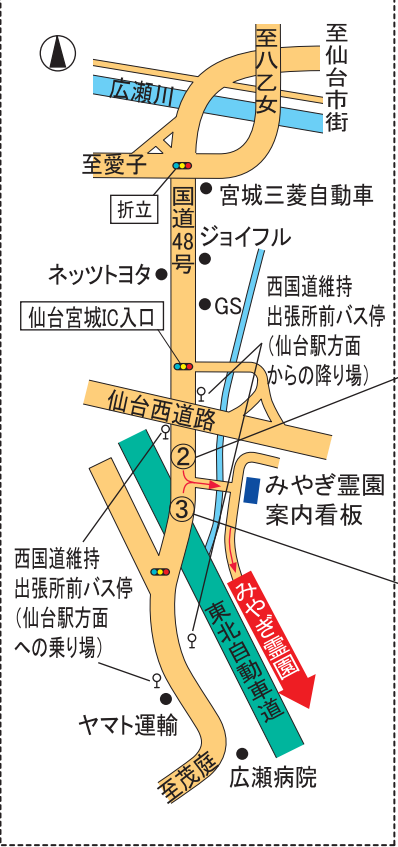 至仙台市街
至八乙女
広瀬川
至愛子
折立
宮城三菱自動車
国道48号
ジョイフル
ネッツトヨタ
GS
西国道維持
出張所前バス停
（仙台駅方面
からの降り場）
仙台宮城IC入口
仙台西道路
②
みやぎ霊園
案内看板
③
西国道維持
出張所前バス停
（仙台駅方面
への乗り場）
みやぎ霊園
東北自動車道
ヤマト運輸
広瀬病院
至茂庭